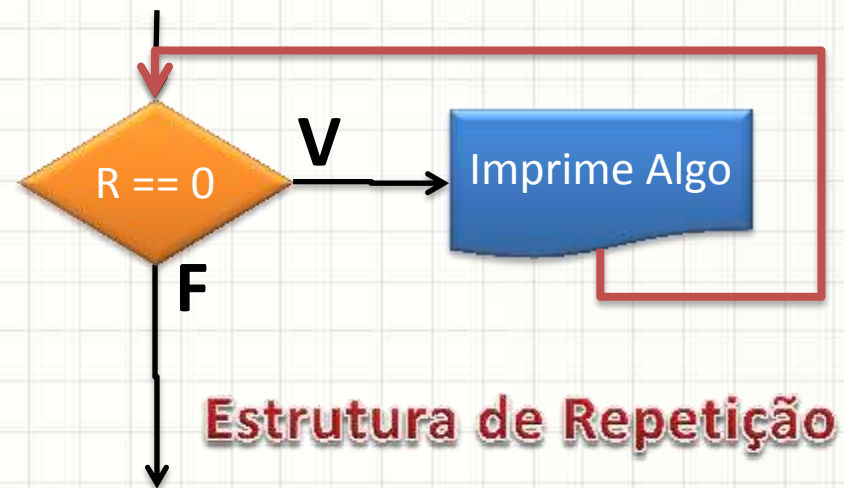 R == 0
V
Imprime Algo
F
Estrutura de Repetição